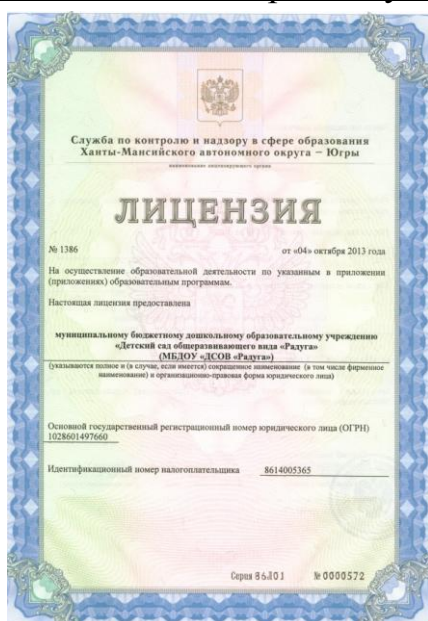 Служба по контролю и надзору в сфере образования
Ханты-Мансийского автономного округа – Югры
наименование лицензирующего органа
ЛИЦЕНЗИЯ
№ 1386 от «04» октября 2013 года
На осуществление образовательной деятельности по указанным в приложении
(приложениях) образовательным программам.
Настоящая лицензия предоставлена
муниципальному бюджетному дошкольному образовательному учреждению
«Детский сад общеразвивающего вида «Радуга»
(МБДОУ «ДСОВ «Радуга»)
(указываются полное и (в случае, если имеется) сокращенное наименование (в том числе фирменное
наименование) и организационно-правовая форма юридического лица)
Основной государственный регистрационный номер юридического лица (ОГРН)
1028601497660
Идентификационный номер налогоплательщика 8614005365
Серия 86Л01 № 0000572